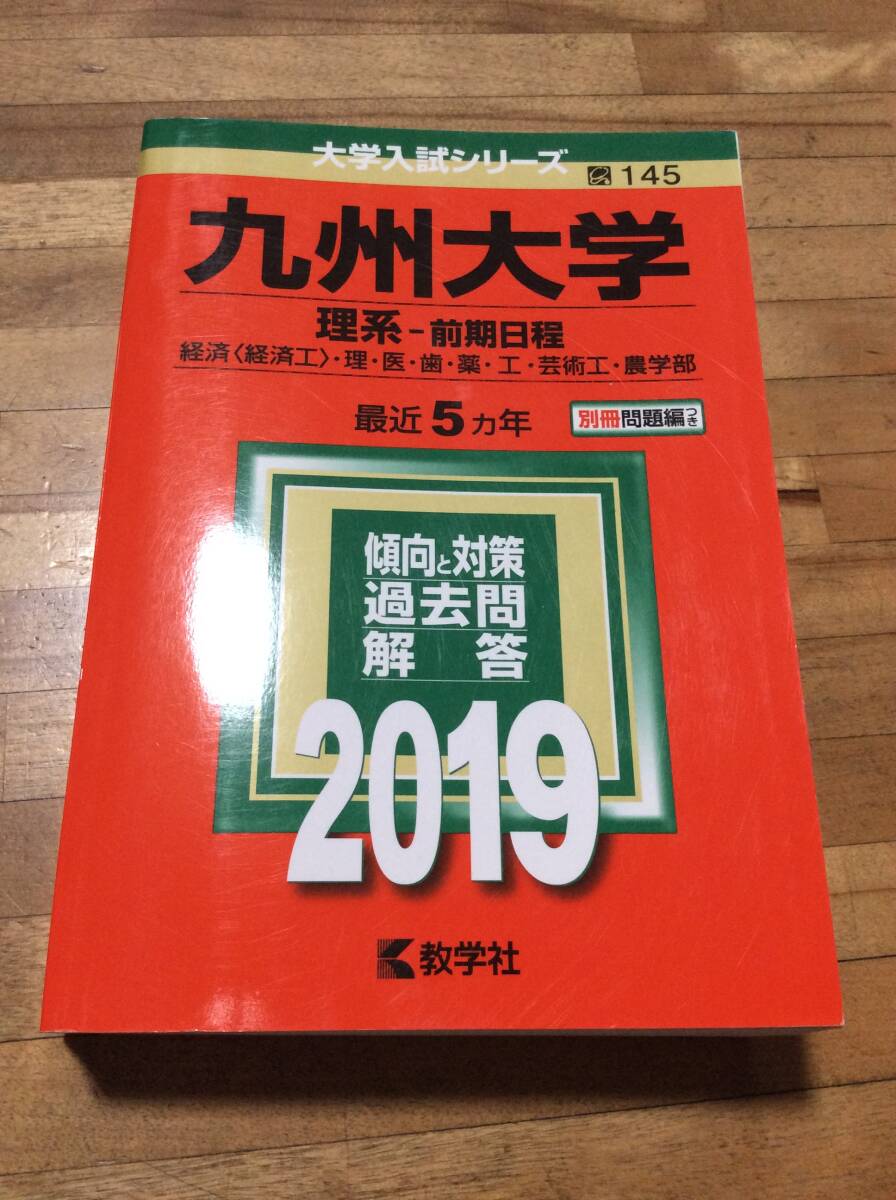 大学入試シリーズ
145
九州大学
理系-前期日程
経済〈経済工〉・理・医・歯・薬・工・芸術工・農学部
最近5カ年
別冊問題編つき
傾向と対策
過去問
解答
2019
教学社